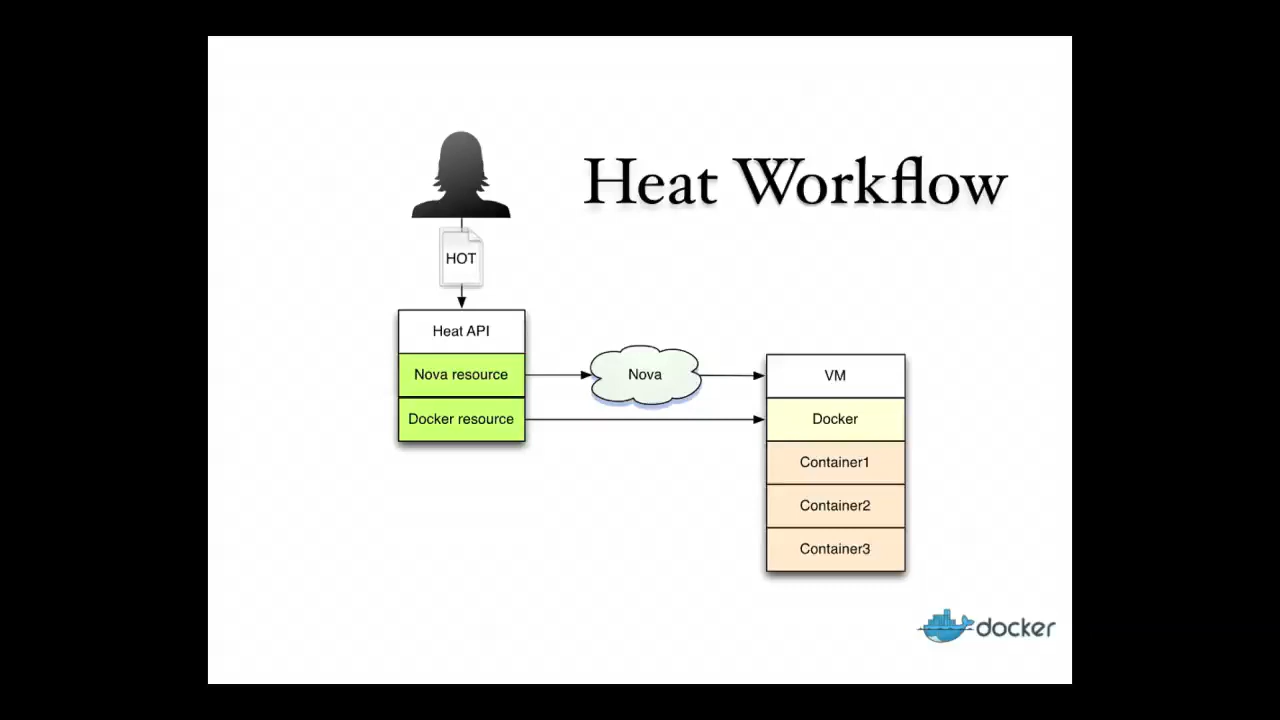 Heat Workflow
HOT
Heat API
Nova resource
Docker resource
Nova
VM
Docker
Container1
Container2
Container3
docker